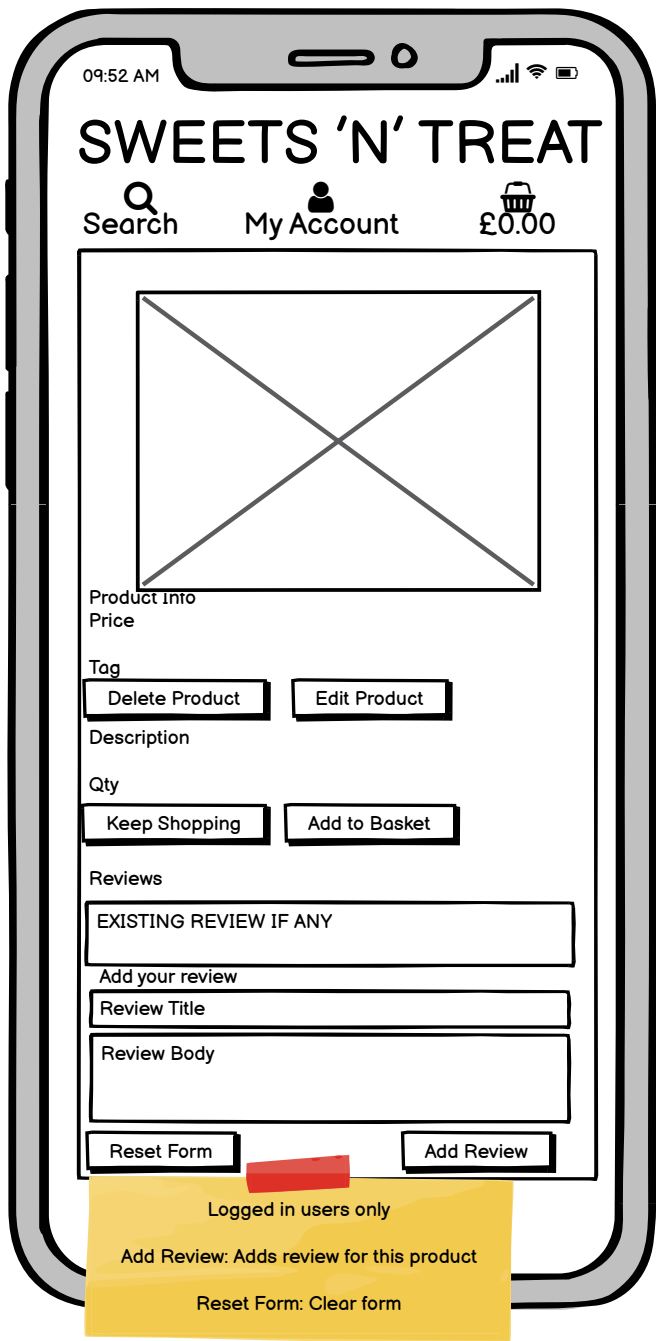 09:52 AM
SWEETS 'N' TREAT
Search My Account £0.00
Product Info
Price
Tag
Delete Product Edit Product
Description
Qty
Keep Shopping Add to Basket
Reviews
EXISTING REVIEW IF ANY
Add your review
Review Title
Review Body
Reset Form Add Review
Logged in users only
Add Review: Adds review for this product
Reset Form: Clear form